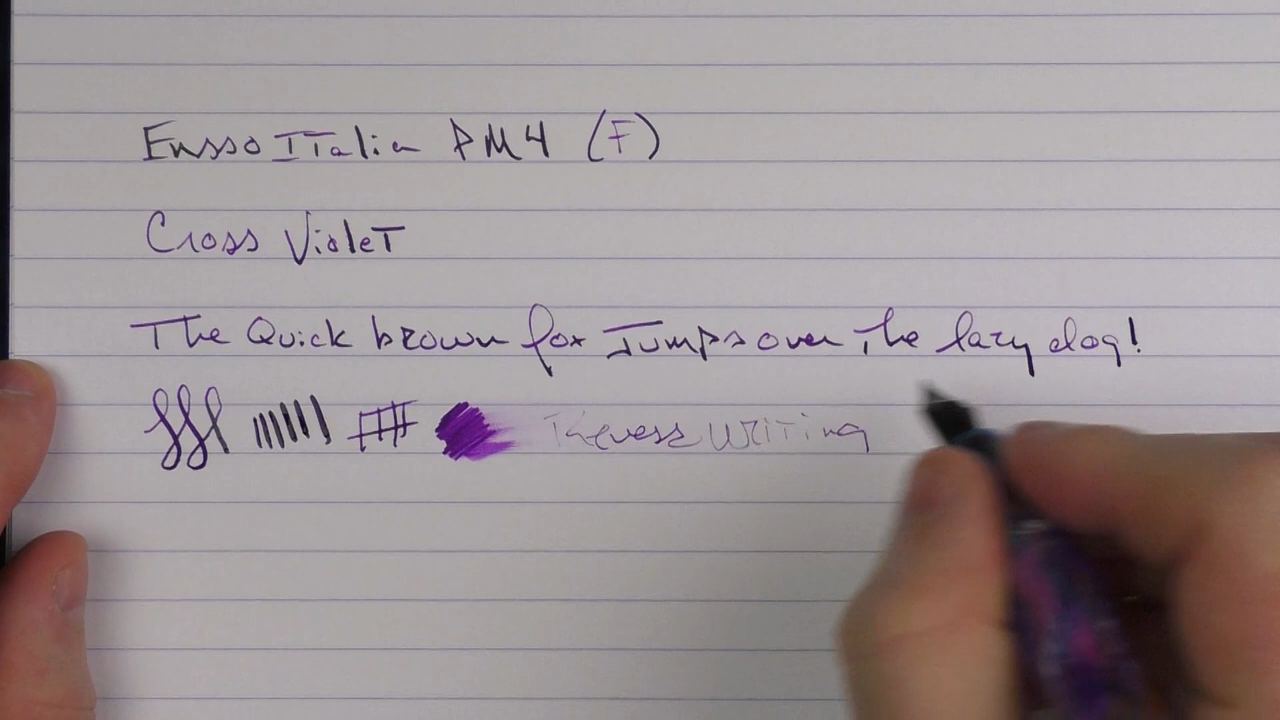 Ensso ITalia PM4 (F)
Cross VioleT
The Quick brown fox Jumps over The lazy dog!
Reverse WRITing